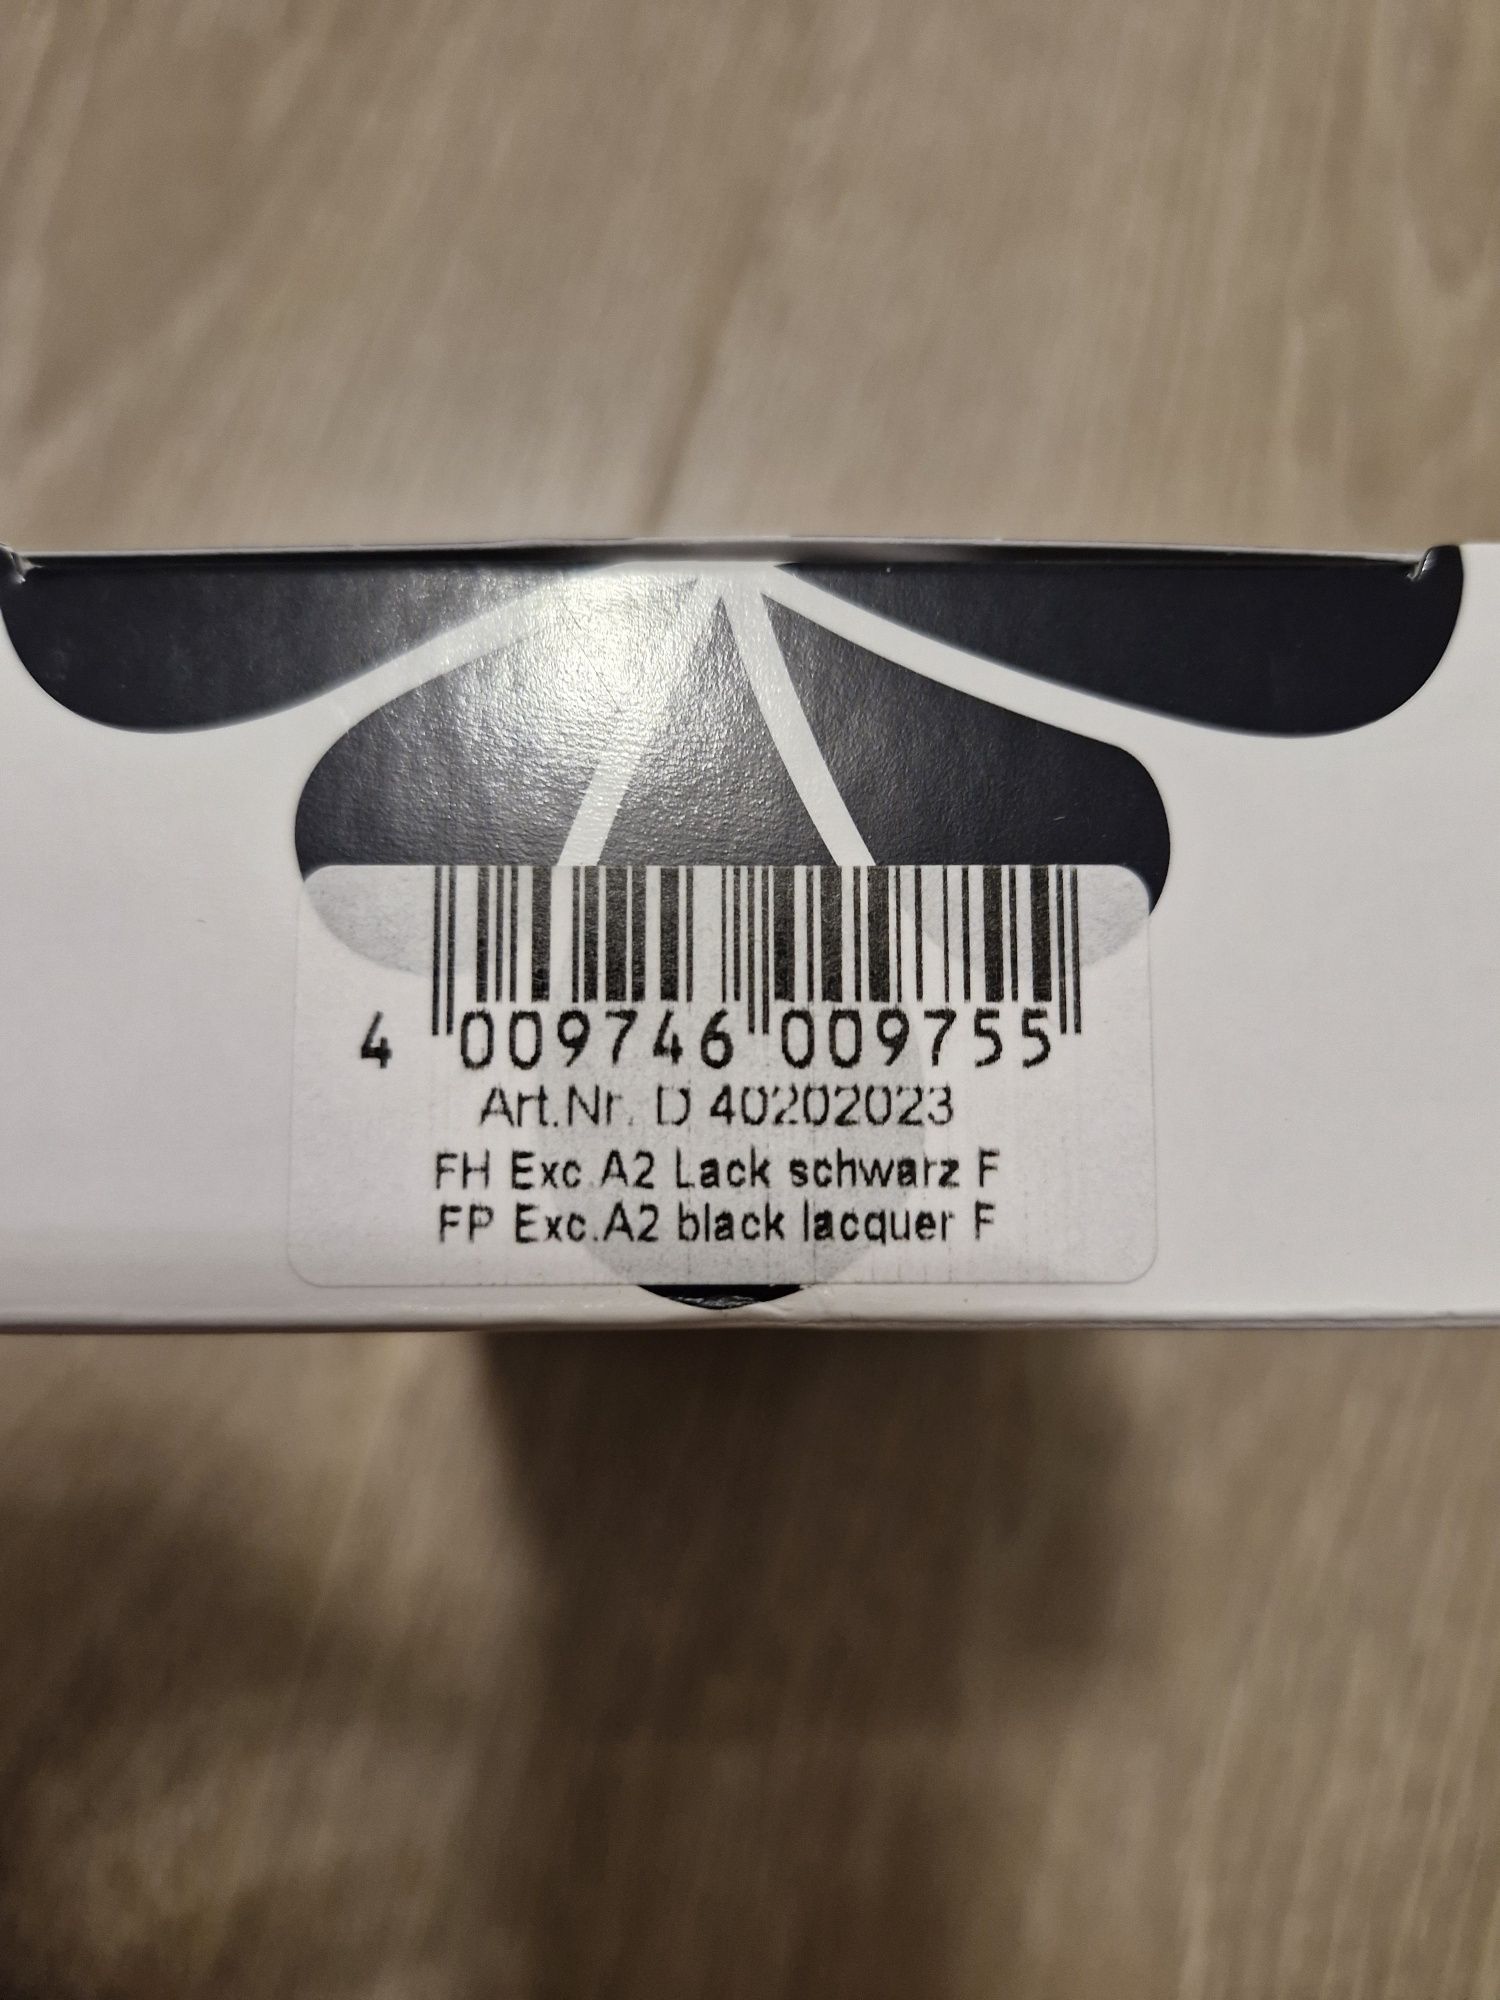 4 009746 009755
Art.Nr. D 40202023
FH Exc.A2 Lack schwarz F
FP Exc.A2 black lacquer F